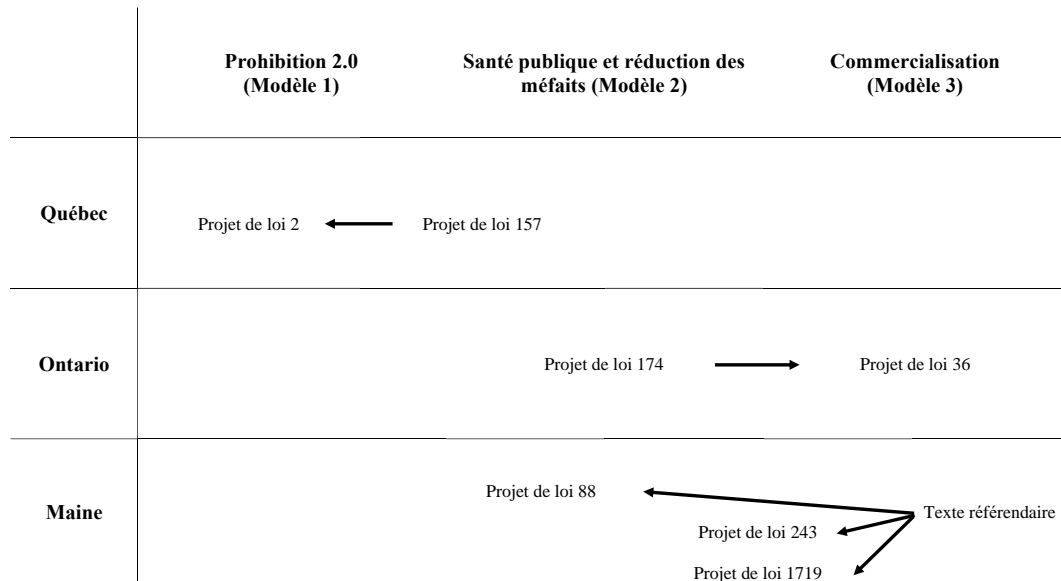 Prohibition 2.0
(Modèle 1)
Santé publique et réduction des
méfaits (Modèle 2)
Commercialisation
(Modèle 3)
Québec
Projet de loi 2
Projet de loi 157
Ontario
Projet de loi 174
Projet de loi 36
Maine
Projet de loi 88
Texte référendaire
Projet de loi 243
Projet de loi 1719